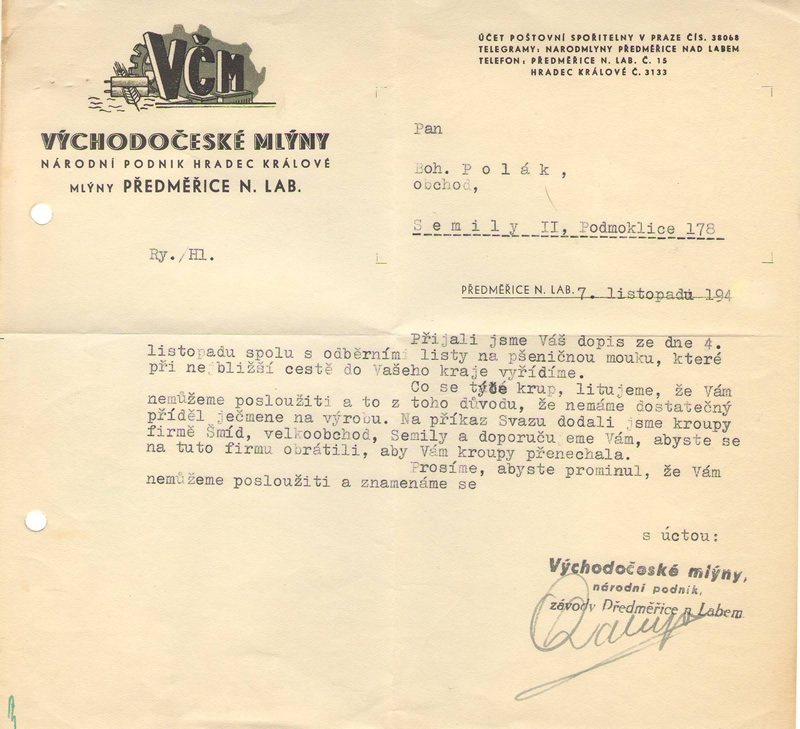 VČM
VÝCHODOČESKÉ MLÝNY
NÁRODNÍ PODNIK HRADEC KRÁLOVÉ
MLÝNY PŘEDMĚŘICE N. LAB.
ÚČET POŠTOVNÍ SPOŘITELNY V PRAZE ČÍS. 38068
TELEGRAMY: NARODMLYNY PŘEDMĚŘICE NAD LABEM
TELEFON: PŘEDMĚŘICE N. LAB. Č. 15
HRADEC KRÁLOVÉ Č. 3133
Pan
Boh. Polák,
obchod,
Semily II, Podmoklice 178
Ry./Hl.
PŘEDMĚŘICE N. LAB. 7. listopadu 194
Přijali jsme Váš dopis ze dne 4.
listopadu spolu s odběrními listy na pšeničnou mouku, které
při nejbližší cestě do Vašeho kraje vyřídíme.
Co se týče krup, litujeme, že Vám
nemůžeme posloužiti a to z toho důvodu, že nemáme dostatečný
příděl ječmene na výrobu. Na příkaz Svazu dodali jsme kroupy
firmě Šmíd, velkoobchod, Semily a doporučujeme Vám, abyste se
na tuto firmu obrátili, aby Vám kroupy přenechala.
Prosíme, abyste prominul, že Vám
nemůžeme posloužiti a znamenáme se
s úctou:
Východočeské mlýny,
národní podnik,
závody Předměřice n Labem